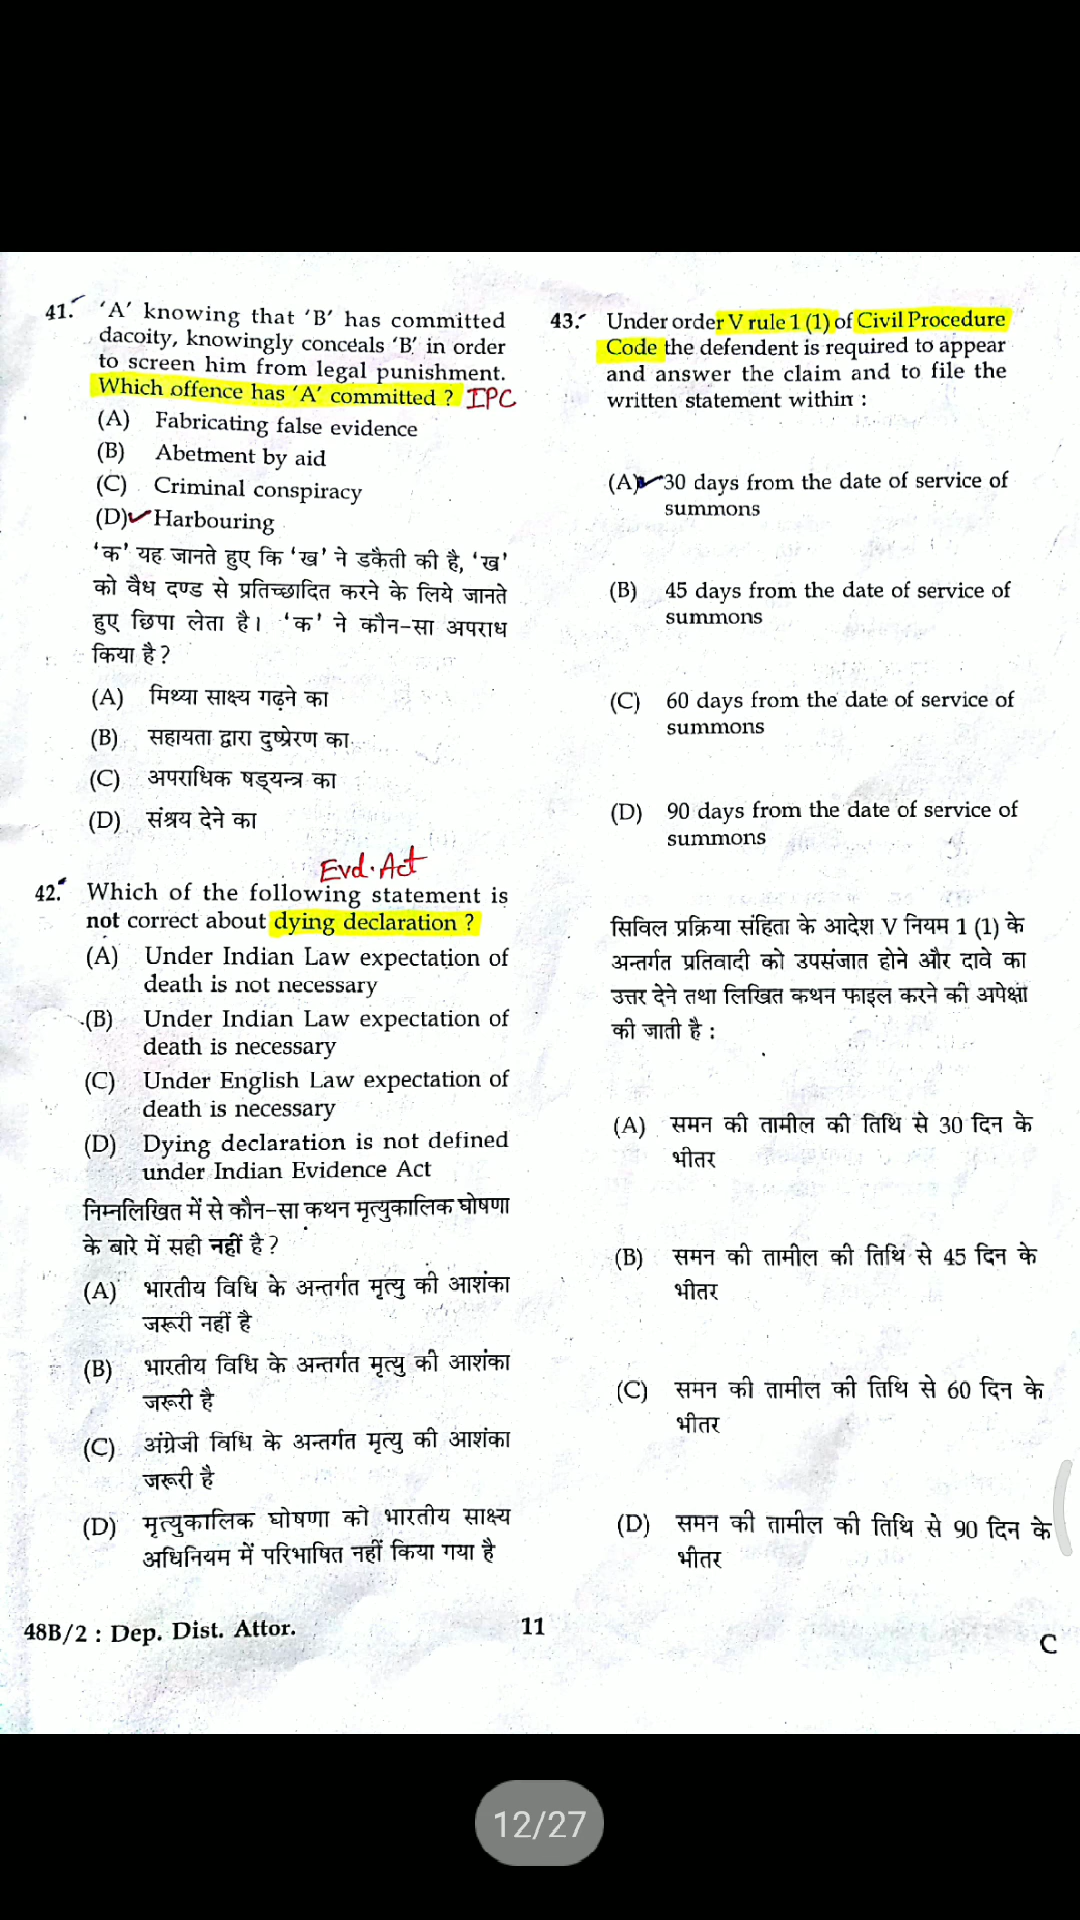 41. 'A' knowing that 'B' has committed
dacoity, knowingly conceals 'B' in order
to screen him from legal punishment.
Which offence has 'A' committed ? IPC
(A) Fabricating false evidence
(B) Abetment by aid
(C) Criminal conspiracy
(D) Harbouring
'क' यह जानते हुए कि 'ख' ने डकैती की है, 'ख'
को वैध दण्ड से प्रतिच्छादित करने के लिये जानते
हुए छिपा लेता है। 'क' ने कौन-सा अपराध
किया है ?
(A) मिथ्या साक्ष्य गढ़ने का
(B) सहायता द्वारा दुष्प्रेरण का
(C) अपराधिक षड्यन्त्र का
(D) संश्रय देने का
Evd. Act
42. Which of the following statement is
not correct about dying declaration ?
(A) Under Indian Law expectation of
death is not necessary
(B) Under Indian Law expectation of
death is necessary
(C) Under English Law expectation of
death is necessary
(D) Dying declaration is not defined
under Indian Evidence Act
निम्नलिखित में से कौन-सा कथन मृत्युकालिक घोषणा
के बारे में सही नहीं है ?
(A) भारतीय विधि के अन्तर्गत मृत्यु की आशंका
जरूरी नहीं है
(B) भारतीय विधि के अन्तर्गत मृत्यु की आशंका
जरूरी है
(C) अंग्रेजी विधि के अन्तर्गत मृत्यु की आशंका
जरूरी है
(D) मृत्युकालिक घोषणा को भारतीय साक्ष्य
अधिनियम में परिभाषित नहीं किया गया है
43. Under order V rule 1 (1) of Civil Procedure
Code the defendent is required to appear
and answer the claim and to file the
written statement within :
(A) 30 days from the date of service of
summons
(B) 45 days from the date of service of
summons
(C) 60 days from the date of service of
summons
(D) 90 days from the date of service of
summons
सिविल प्रक्रिया संहिता के आदेश V नियम 1 (1) के
अन्तर्गत प्रतिवादी को उपसंजात होने और दावे का
उत्तर देने तथा लिखित कथन फाइल करने की अपेक्षा
की जाती है :
(A) समन की तामील की तिथि से 30 दिन के
भीतर
(B) समन की तामील की तिथि से 45 दिन के
भीतर
(C) समन की तामील की तिथि से 60 दिन के
भीतर
(D) समन की तामील की तिथि से 90 दिन के
भीतर
48B/2 : Dep. Dist. Attor.
11
C
12/27